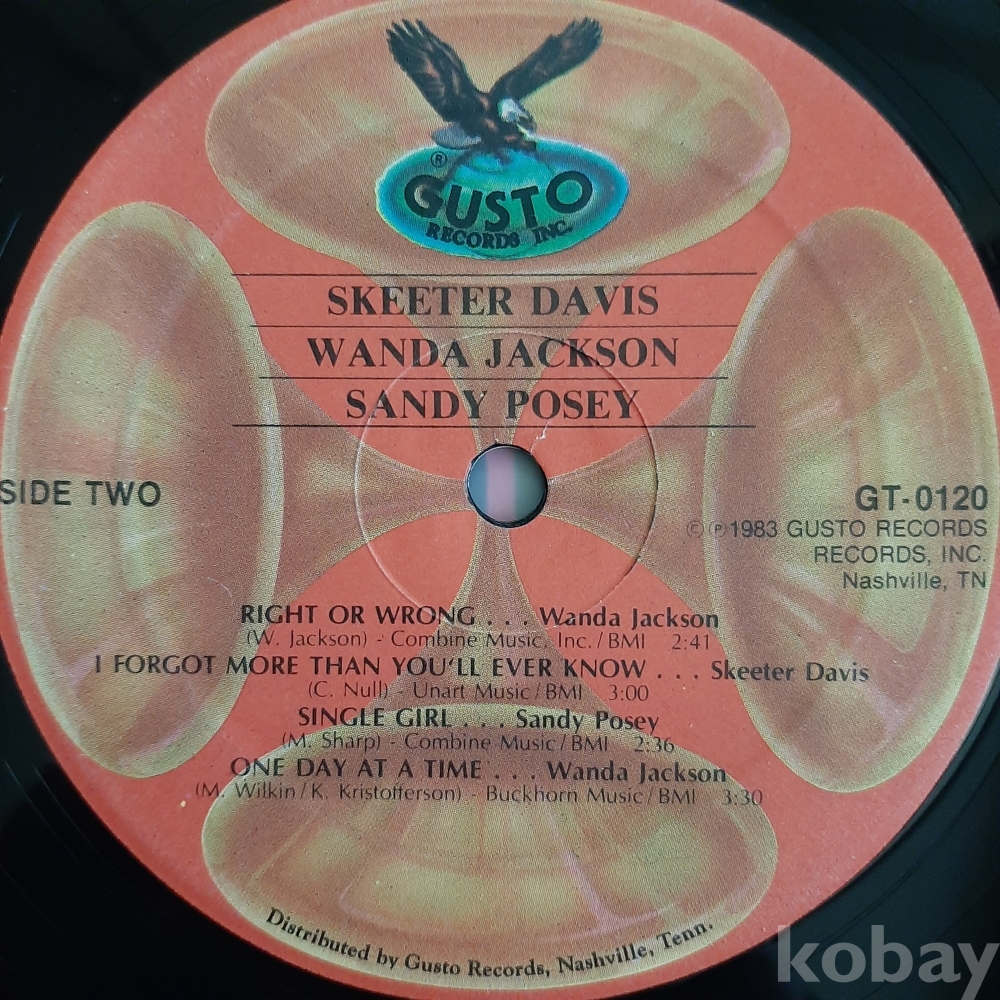 ®
GUSTO
RECORDS INC.
SKEETER DAVIS
WANDA JACKSON
SANDY POSEY
SIDE TWO
GT-0120
© ℗ 1983 GUSTO RECORDS
RECORDS, INC.
Nashville, TN
RIGHT OR WRONG . . . Wanda Jackson
(W. Jackson) - Combine Music, Inc./BMI 2:41
I FORGOT MORE THAN YOU'LL EVER KNOW . . . Skeeter Davis
(C. Null) - Unart Music/BMI 3:00
SINGLE GIRL . . . Sandy Posey
(M. Sharp) - Combine Music/BMI 2:36
ONE DAY AT A TIME . . . Wanda Jackson
(M. Wilkin/K. Kristofferson) - Buckhorn Music/BMI 3:30
Distributed by Gusto Records, Nashville, Tenn.
kobay